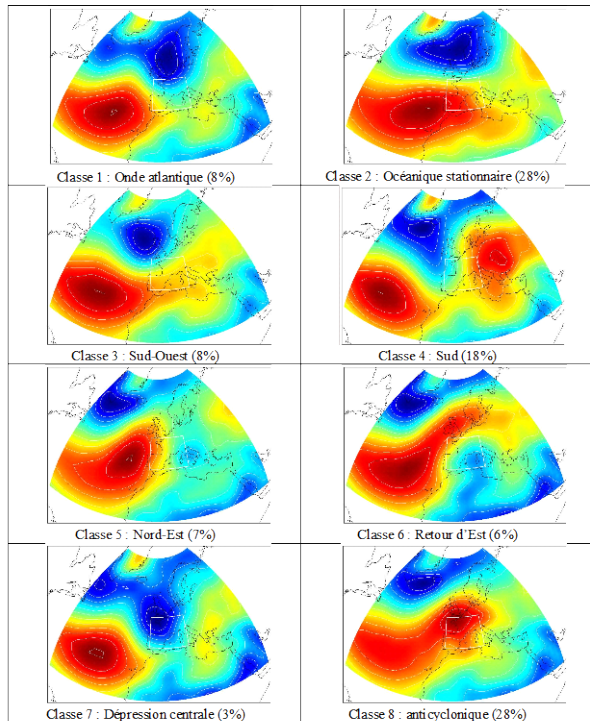 Classe 1 : Onde atlantique (8%)
Classe 2 : Océanique stationnaire (28%)
Classe 3 : Sud-Ouest (8%)
Classe 4 : Sud (18%)
Classe 5 : Nord-Est (7%)
Classe 6 : Retour d'Est (6%)
Classe 7 : Dépression centrale (3%)
Classe 8 : anticyclonique (28%)